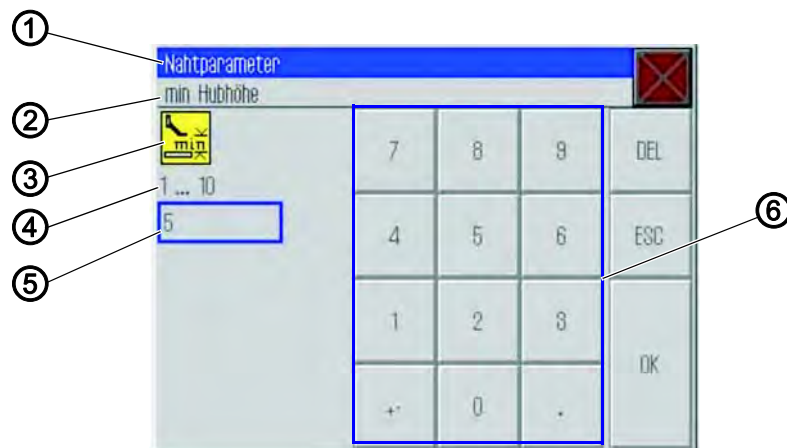 ①
Nahtparameter
② min Hubhöhe
③ min
④ 1 ... 10
⑤ 5
7 8 9 DEL
4 5 6 ESC
⑥
1 2 3
OK
+- 0 .